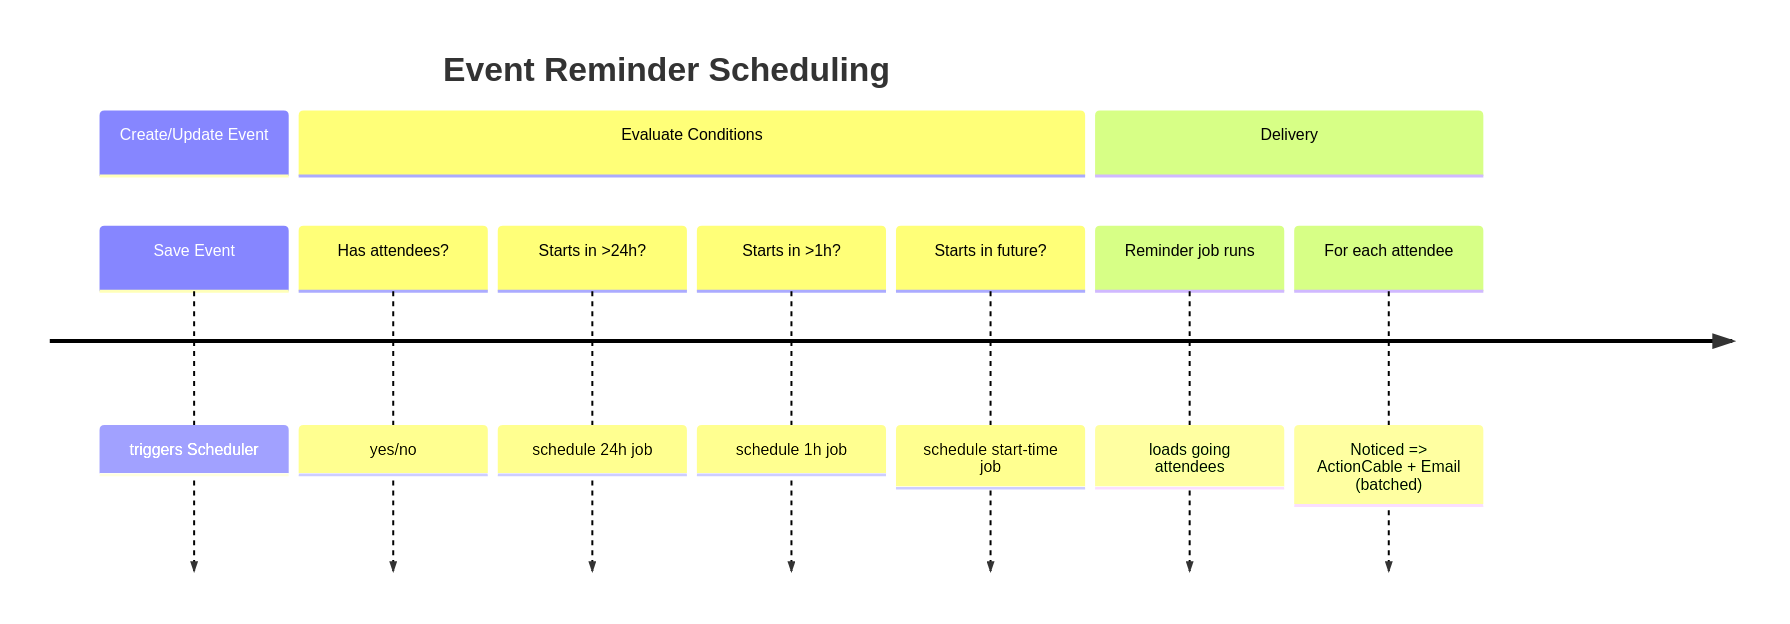 Event Reminder Scheduling
Create/Update Event
Evaluate Conditions
Delivery
Save Event
Has attendees?
Starts in >24h?
Starts in >1h?
Starts in future?
Reminder job runs
For each attendee
triggers Scheduler
yes/no
schedule 24h job
schedule 1h job
schedule start-time
job
loads going
attendees
Noticed =>
ActionCable + Email
(batched)